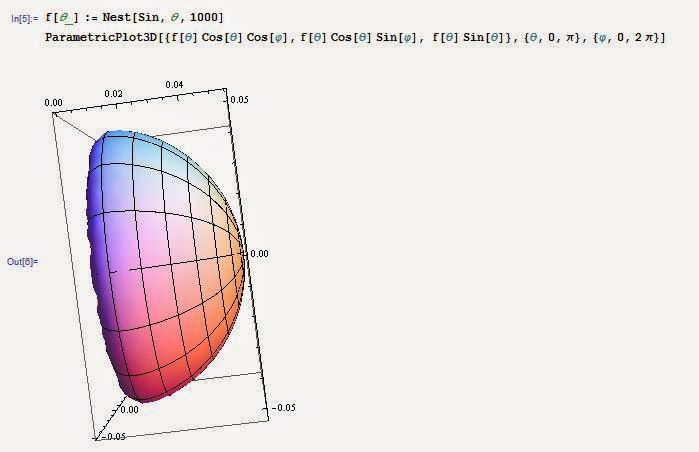 In[5]:= f[θ_] := Nest[Sin, θ, 1000]
ParametricPlot3D[{f[θ] Cos[θ] Cos[φ], f[θ] Cos[θ] Sin[φ], f[θ] Sin[θ]}, {θ, 0, π}, {φ, 0, 2 π}]
0.00 0.02 0.04
0.05
Out[6]= 0.00
0.00
-0.05
-0.05